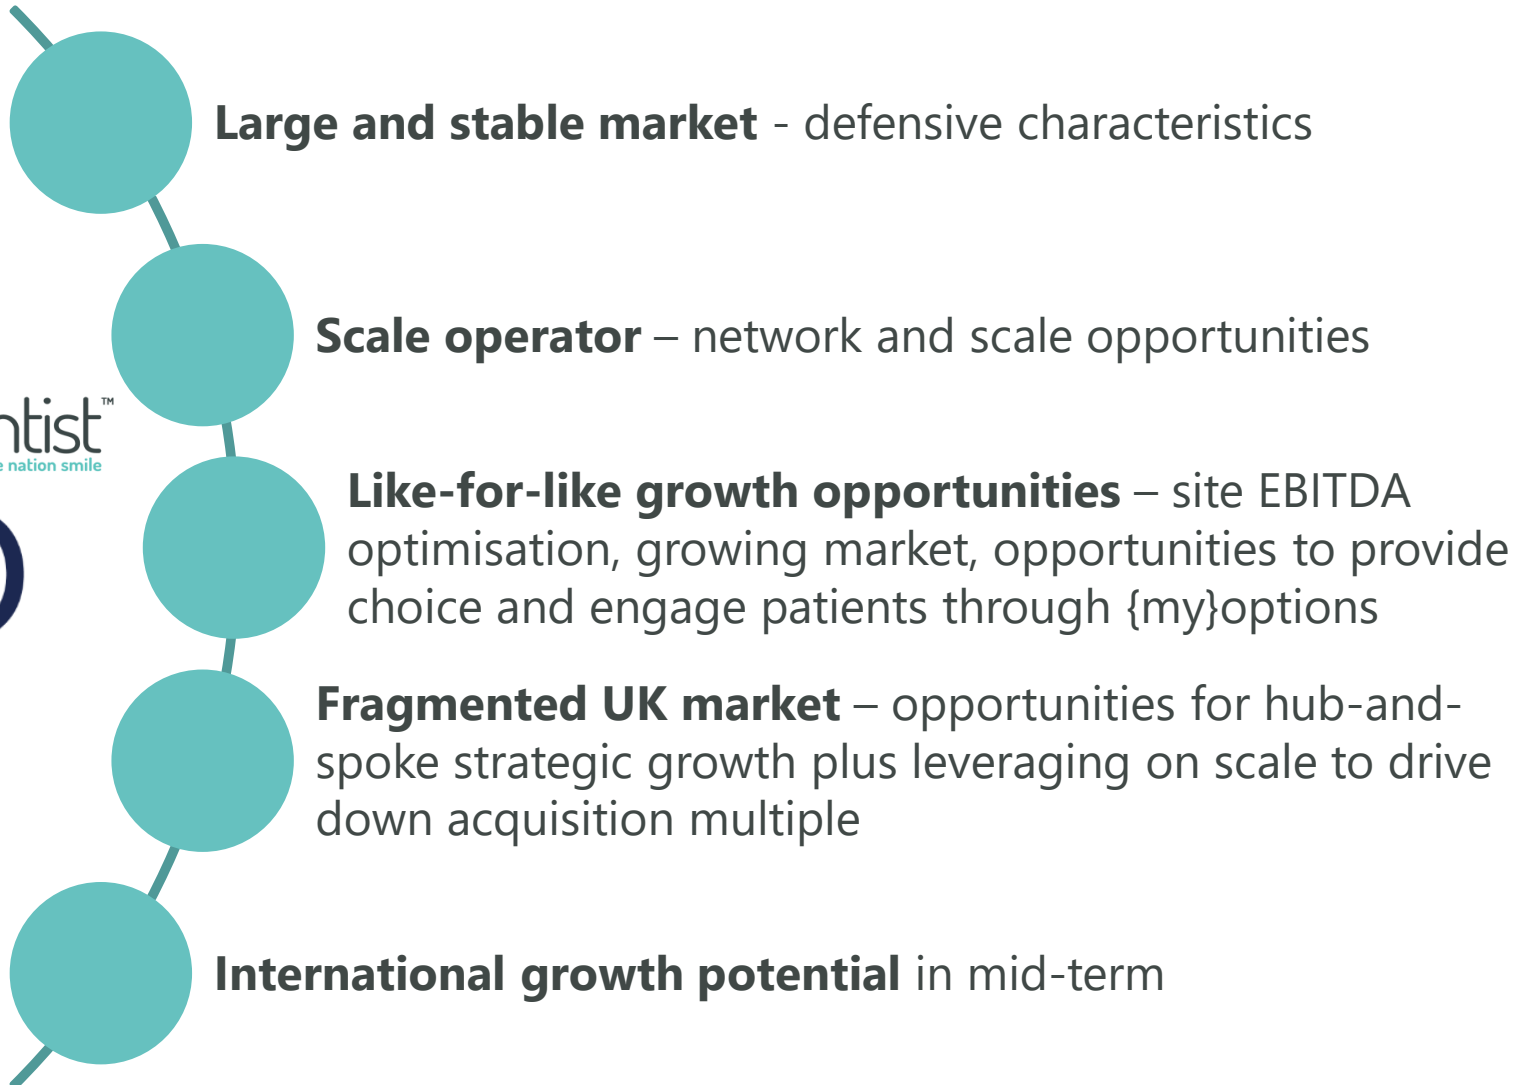 Large and stable market - defensive characteristics
Scale operator – network and scale opportunities
ntist™
e nation smile
Like-for-like growth opportunities – site EBITDA
optimisation, growing market, opportunities to provide
choice and engage patients through {my}options
Fragmented UK market – opportunities for hub-and-
spoke strategic growth plus leveraging on scale to drive
down acquisition multiple
International growth potential in mid-term